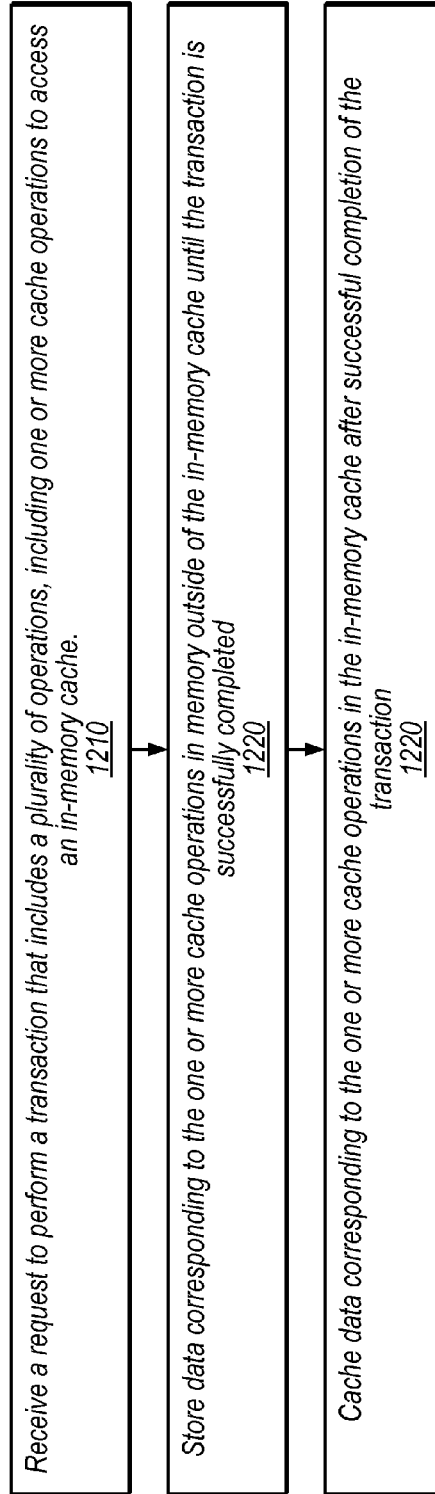 Receive a request to perform a transaction that includes a plurality of operations, including one or more cache operations to access
an in-memory cache.
1210
Store data corresponding to the one or more cache operations in memory outside of the in-memory cache until the transaction is
successfully completed
1220
Cache data corresponding to the one or more cache operations in the in-memory cache after successful completion of the
transaction
1220